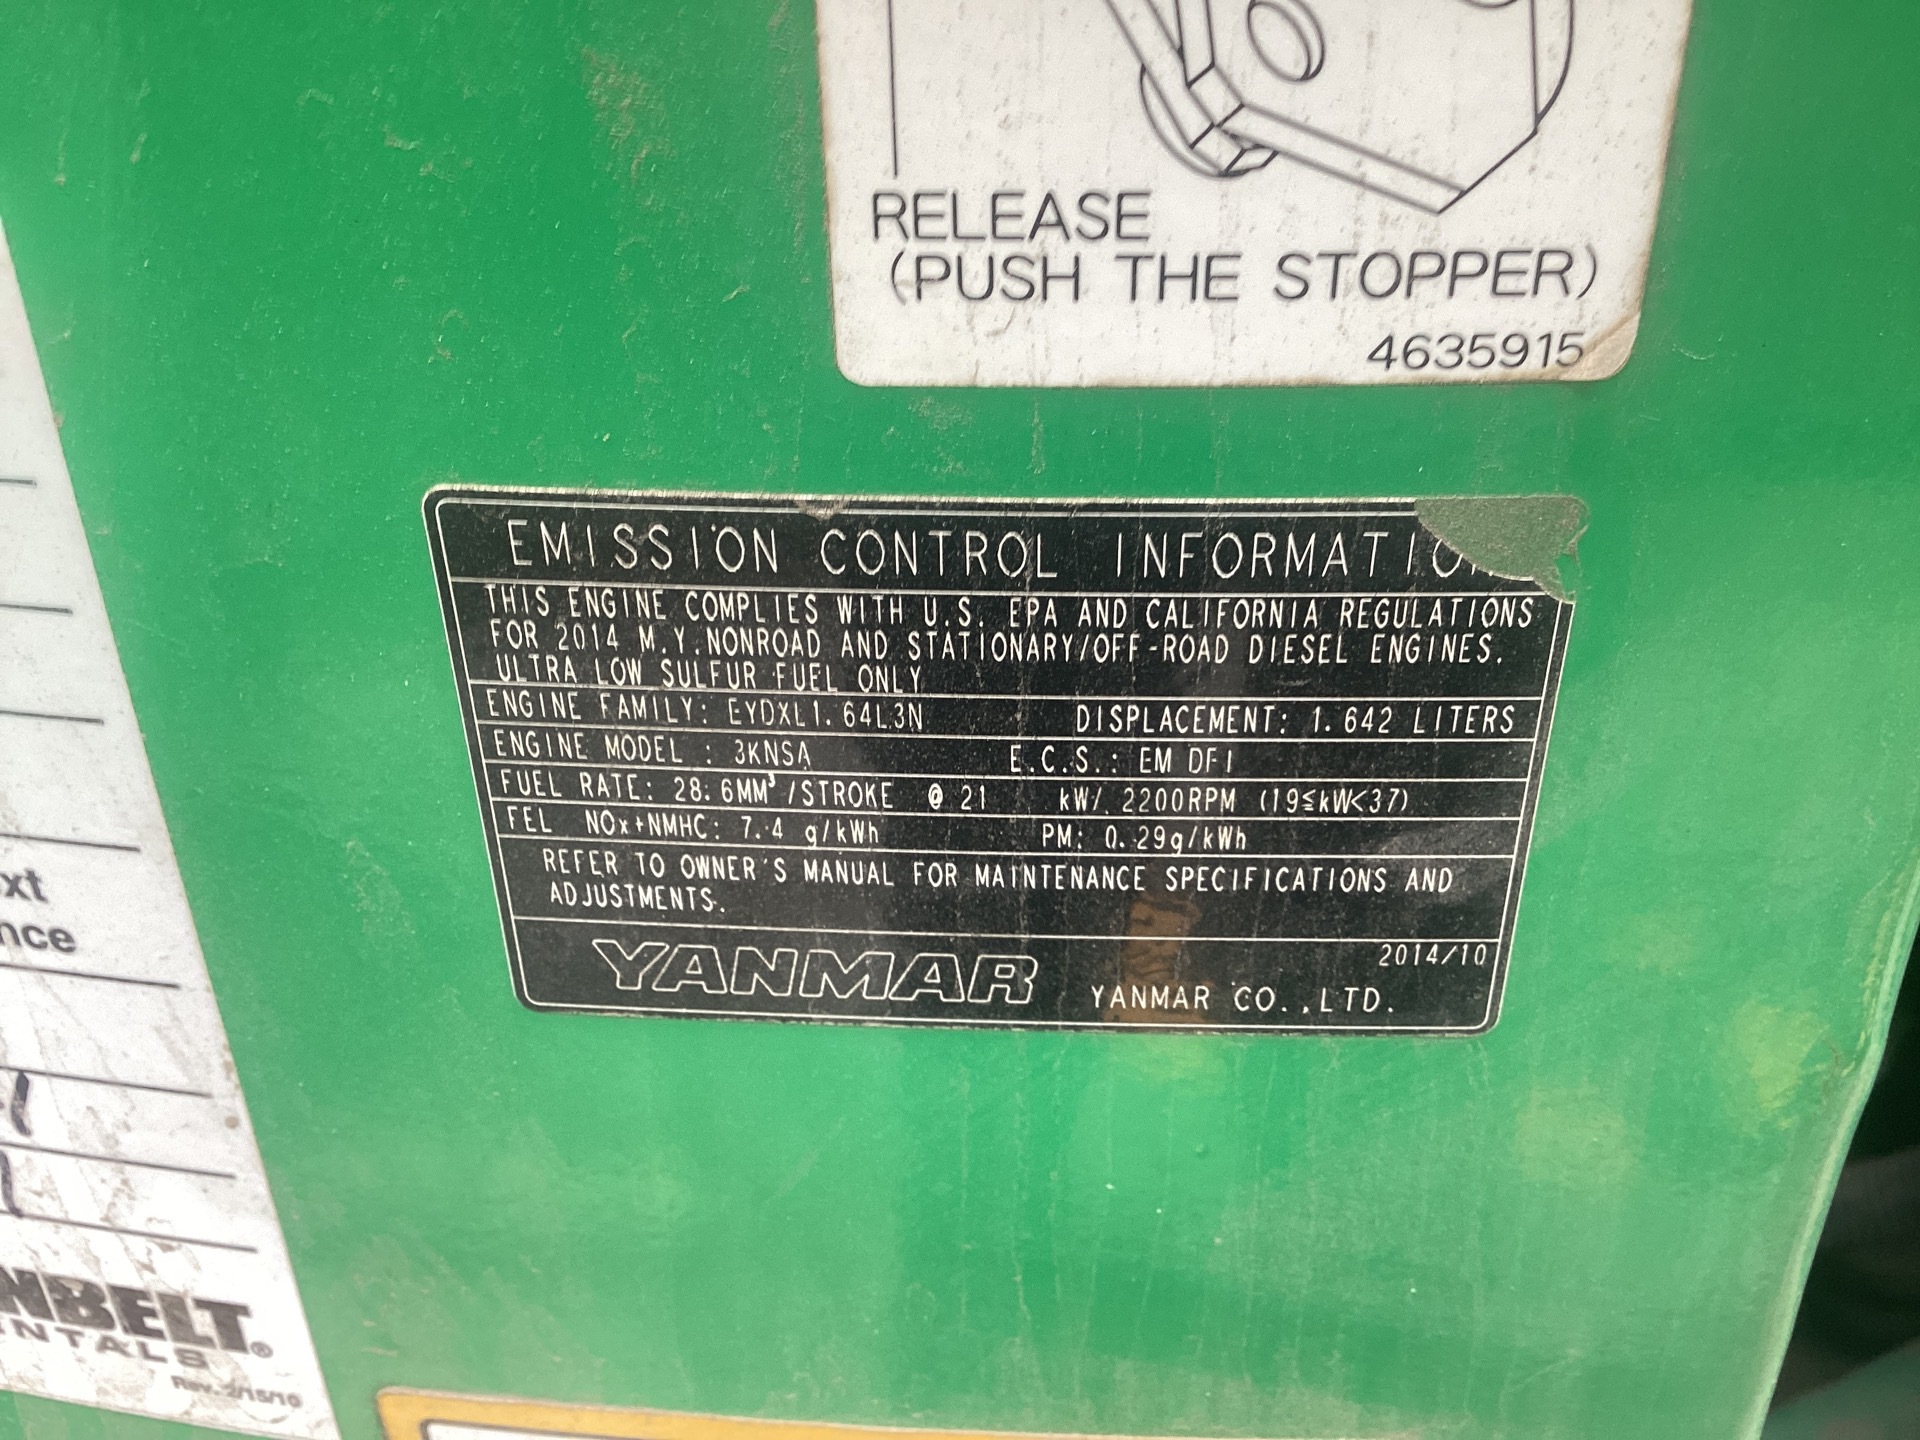 RELEASE
(PUSH THE STOPPER)
4635915
EMISSION CONTROL INFORMATIO
THIS ENGINE COMPLIES WITH U.S. EPA AND CALIFORNIA REGULATIONS
FOR 2014 M.Y. NONROAD AND STATIONARY/OFF-ROAD DIESEL ENGINES.
ULTRA LOW SULFUR FUEL ONLY
ENGINE FAMILY: EYDXL1.64L3N DISPLACEMENT: 1.642 LITERS
ENGINE MODEL : 3KNSA E.C.S.: EM DFI
FUEL RATE: 28.6MM³/STROKE @ 21 kW/ 2200RPM (19≤kW<37)
FEL NOx+NMHC: 7.4 g/kWh PM: 0.29g/kWh
REFER TO OWNER'S MANUAL FOR MAINTENANCE SPECIFICATIONS AND
ADJUSTMENTS.
YANMAR YANMAR CO.,LTD. 2014/10
xt
nce
NBELT®
NTALS
Rev. 2/15/10